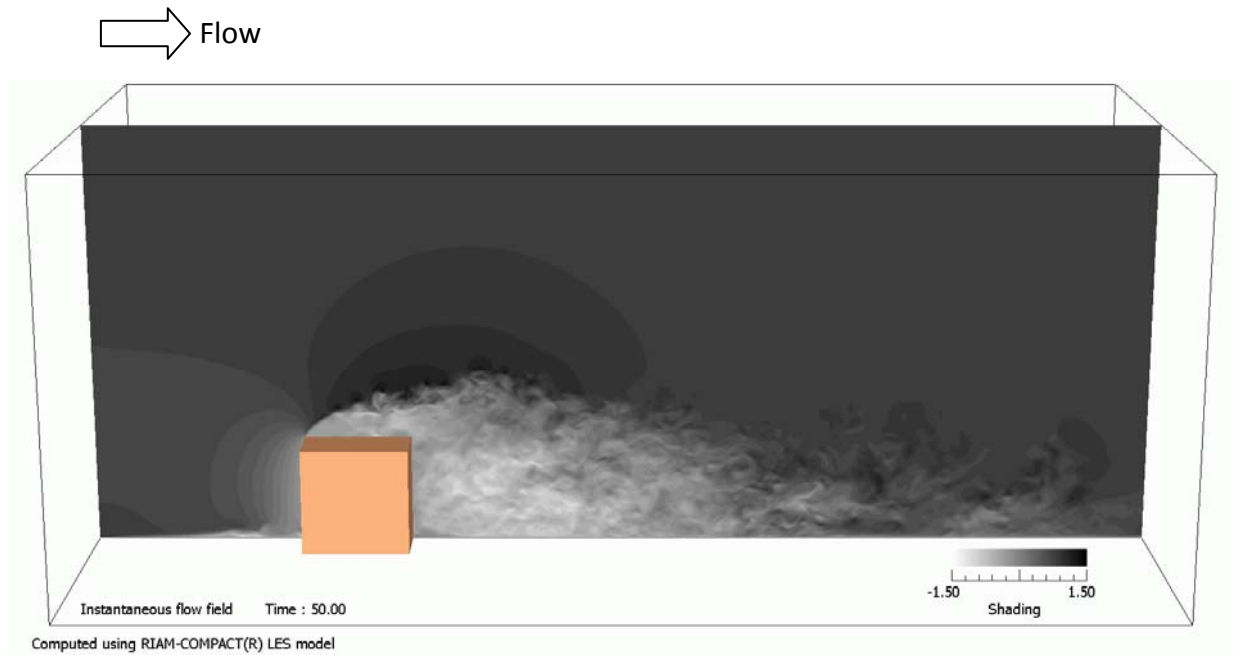 Flow
-1.50 1.50
Shading
Instantaneous flow field Time : 50.00
Computed using RIAM-COMPACT(R) LES model